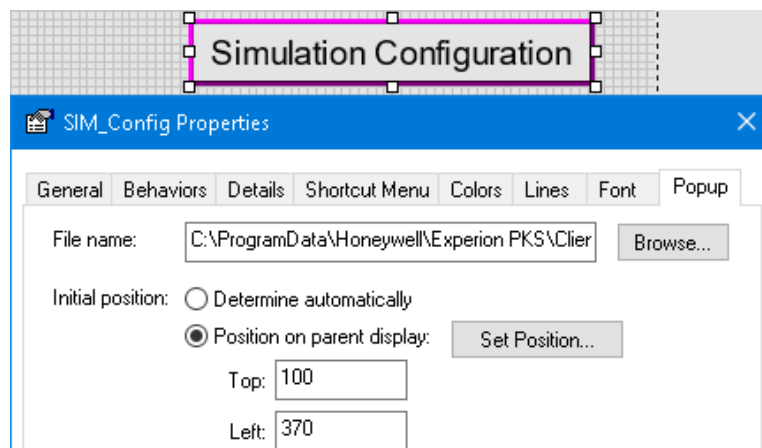 Simulation Configuration
SIM_Config Properties
General Behaviors Details Shortcut Menu Colors Lines Font Popup
File name: C:\ProgramData\Honeywell\Experion PKS\Clier Browse...
Initial position: Determine automatically
Position on parent display: Set Position...
Top: 100
Left: 370